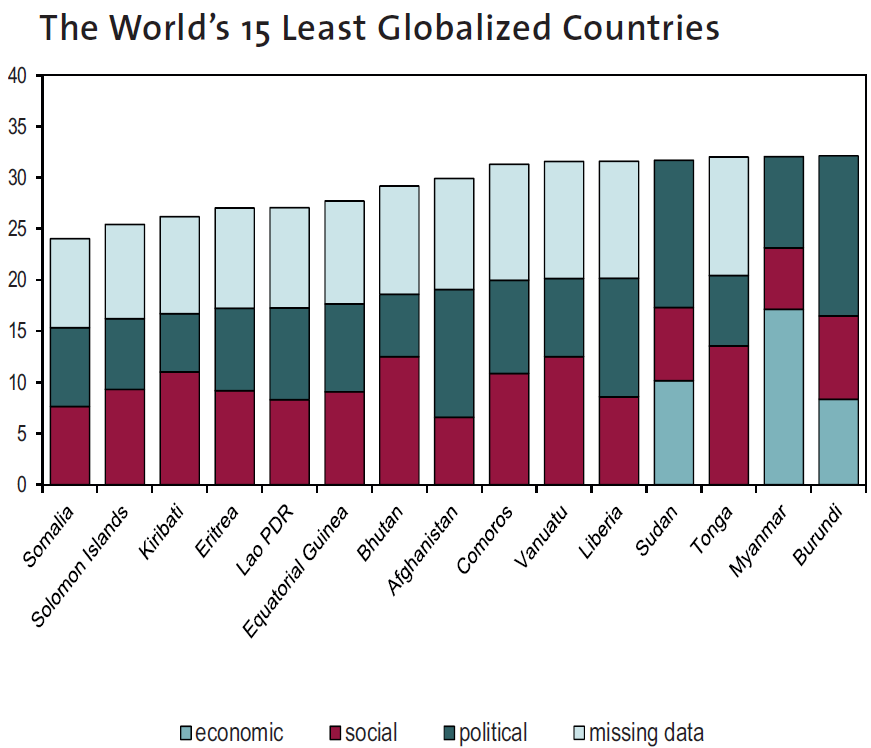 The World's 15 Least Globalized Countries
40
35
30
25
20
15
10
5
0
Somalia
Solomon Islands
Kiribati
Eritrea
Lao PDR
Equatorial Guinea
Bhutan
Afghanistan
Comoros
Vanuatu
Liberia
Sudan
Tonga
Myanmar
Burundi
economic social political missing data